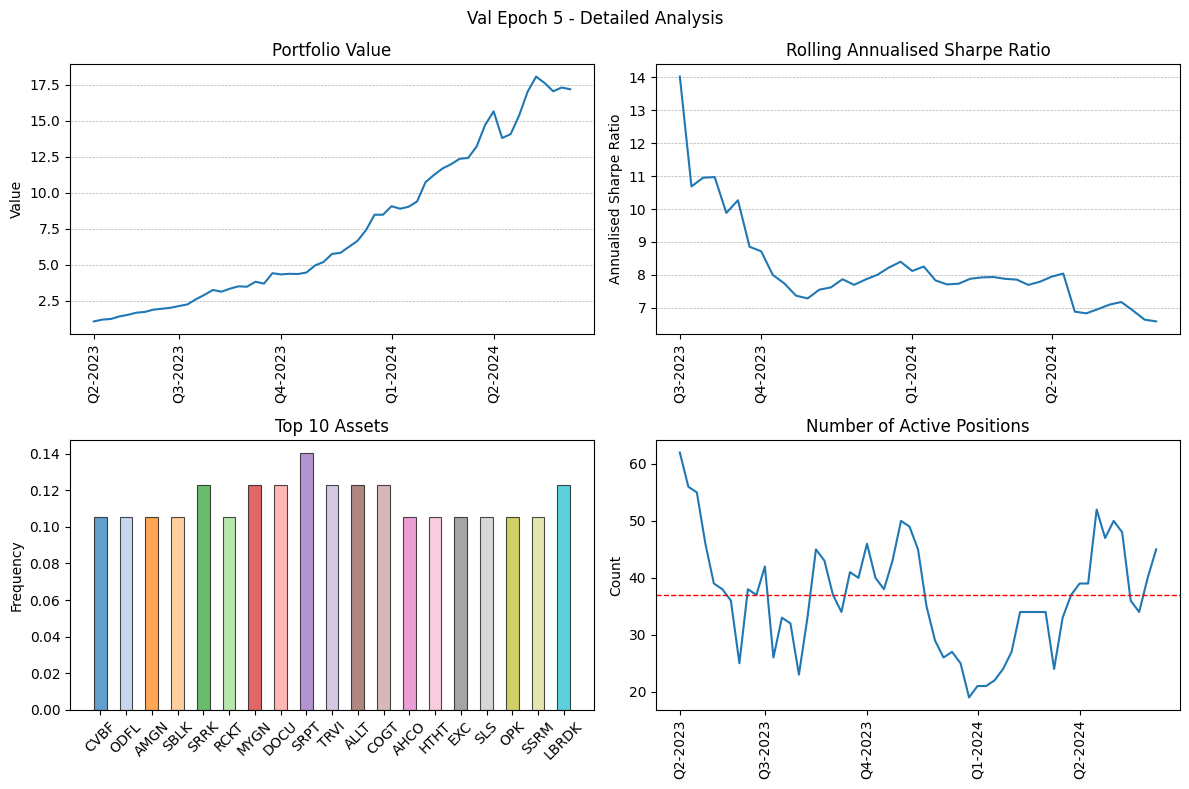 Val Epoch 5 - Detailed Analysis
Portfolio Value
Value
17.5
15.0
12.5
10.0
7.5
5.0
2.5
Q2-2023
Q3-2023
Q4-2023
Q1-2024
Q2-2024
Rolling Annualised Sharpe Ratio
Annualised Sharpe Ratio
14
13
12
11
10
9
8
7
Q3-2023
Q4-2023
Q1-2024
Q2-2024
Top 10 Assets
Frequency
0.14
0.12
0.10
0.08
0.06
0.04
0.02
0.00
CVBF
ODFL
AMGN
SBLK
SRRK
RCKT
MYGN
DOCU
SRPT
TRVI
ALLT
COGT
AHCO
HTHT
EXC
SLS
OPK
SSRM
LBRDK
Number of Active Positions
Count
60
50
40
30
20
Q2-2023
Q3-2023
Q4-2023
Q1-2024
Q2-2024